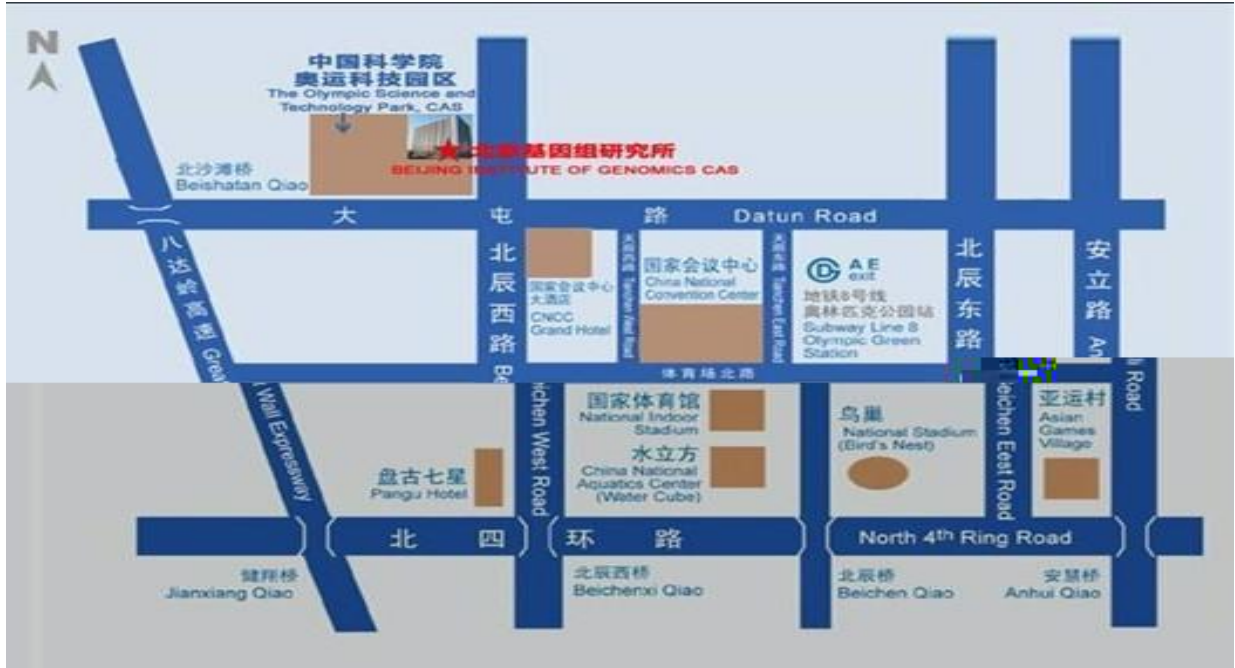 N
中国科学院
奥运科技园区
The Olympic Science and
Technology Park, CAS
基因组研究所
BEIJING INSTITUTE OF GENOMICS CAS
北沙滩桥
Beishatan Qiao
大屯路 Datun Road
八达岭高速 Grea
北辰西路 Be
国家会议中心
大酒店
CNCC
Grand Hotel
天辰西路 Tianchen West Road
国家会议中心
China National
Convention Center
天辰东路 Tianchen East Road
AE
exit
地铁8号线
奥林匹克公园站
Subway Line 8
Olympic Green
Station
北辰东路
安立路 An
体育场北路
t Wall Expressway
eichen West Road
国家体育馆
National Indoor
Stadium
水立方
China National
Aquatics Center
(Water Cube)
盘古七星
Pangu Hotel
鸟巢
National Stadium
(Bird's Nest)
Beichen Eest Road
亚运村
Asian
Games
Village
li Road
北四环路 North 4th Ring Road
健翔桥
Jianxiang Qiao
北辰西桥
Beichenxi Qiao
北辰桥
Beichen Qiao
安慧桥
Anhui Qiao